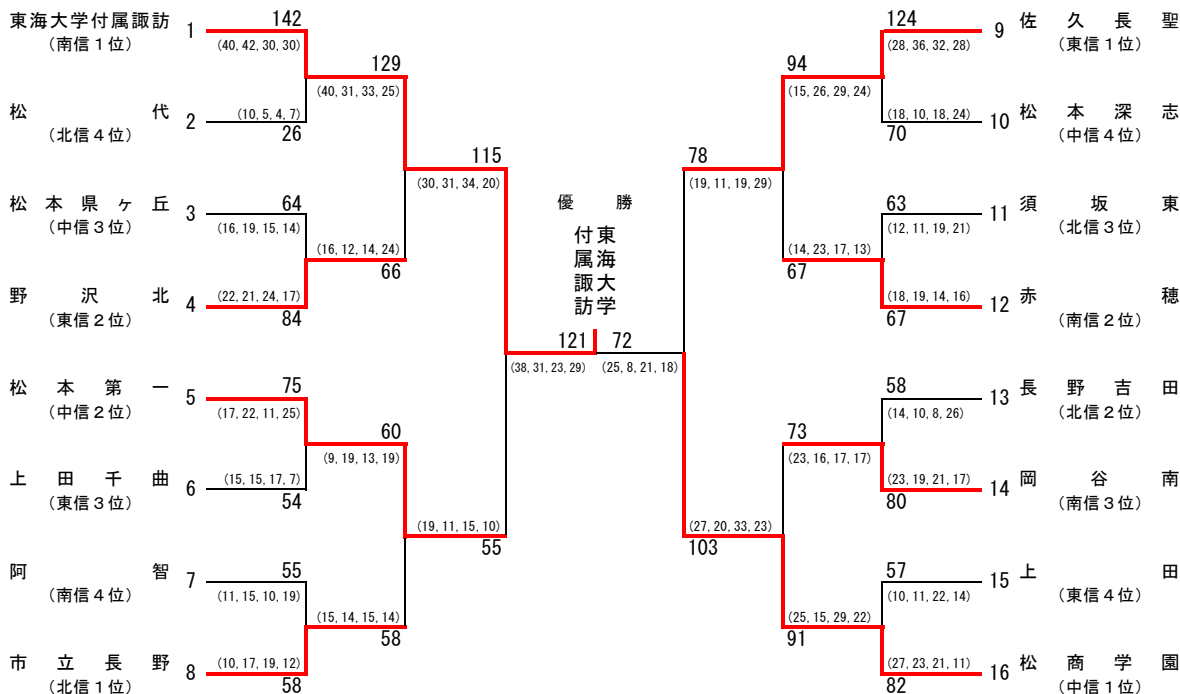 東海大学付属諏訪 1 142
（南信１位） (40, 42, 30, 30)
129
(40, 31, 33, 25)
松代 2 (10, 5, 4, 7)
（北信４位） 26
115
(30, 31, 34, 20)
松本県ヶ丘 3 64
（中信３位） (16, 19, 15, 14)
(16, 12, 14, 24)
66
野沢北 4 (22, 21, 24, 17)
（東信２位） 84
松本第一 5 75
（中信２位） (17, 22, 11, 25)
60
(9, 19, 13, 19)
上田千曲 6 (15, 15, 17, 7)
（東信３位） 54
(19, 11, 15, 10)
55
阿智 7 55
（南信４位） (11, 15, 10, 19)
(15, 14, 15, 14)
58
市立長野 8 (10, 17, 19, 12)
（北信１位） 58
優勝
東海大学
付属諏訪
121 72
(38, 31, 23, 29) (25, 8, 21, 18)
124 9 佐久長聖
(28, 36, 32, 28) （東信１位）
94
(15, 26, 29, 24)
(18, 10, 18, 24) 10 松本深志
70 （中信４位）
78
(19, 11, 19, 29)
63 11 須坂東
(12, 11, 19, 21) （北信３位）
(14, 23, 17, 13)
67
(18, 19, 14, 16) 12 赤穂
67 （南信２位）
58 13 長野吉田
(14, 10, 8, 26) （北信２位）
73
(23, 16, 17, 17)
(23, 19, 21, 17) 14 岡谷南
80 （南信３位）
(27, 20, 33, 23)
103
57 15 上田
(10, 11, 22, 14) （東信４位）
(25, 15, 29, 22)
91
(27, 23, 21, 11) 16 松商学園
82 （中信１位）